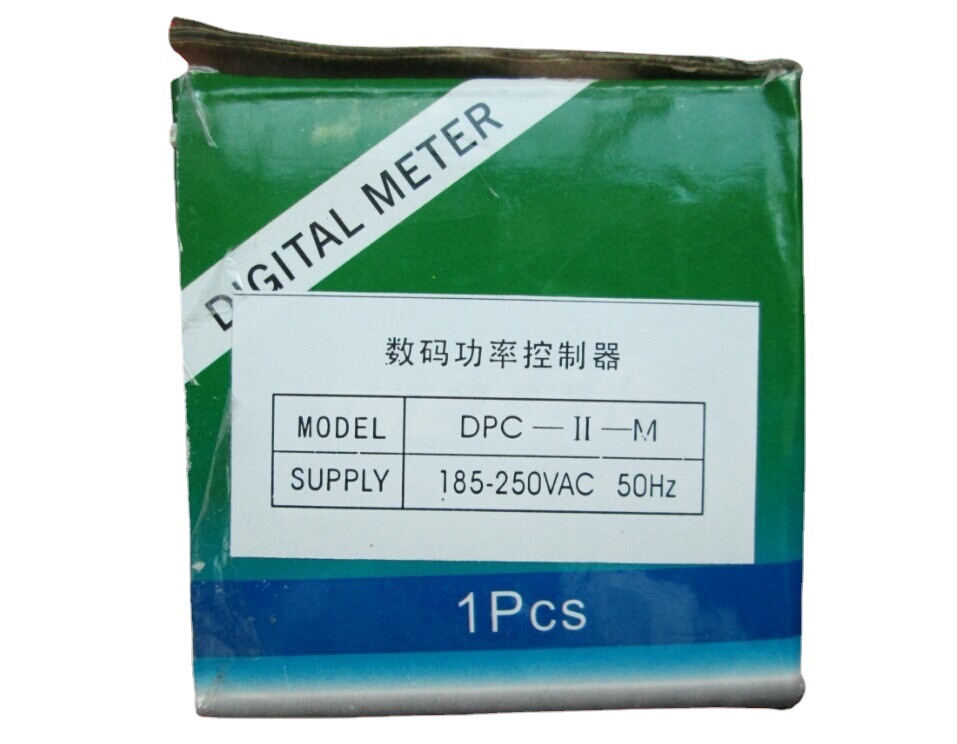 DIGITAL METER
数码功率控制器
MODEL DPC—II—M
SUPPLY 185-250VAC 50Hz
1Pcs